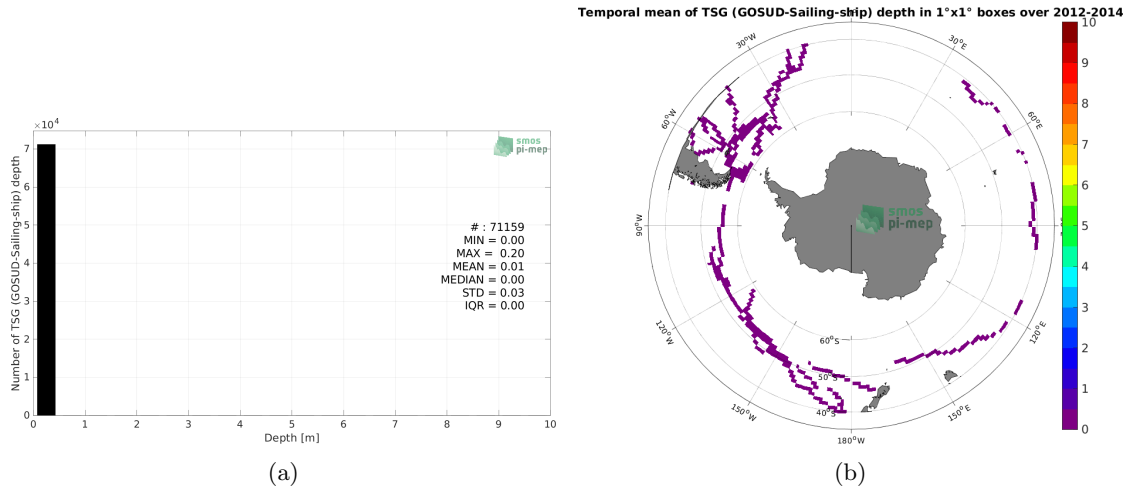 ×10⁴
7
6
5
4
3
2
1
0
Number of TSG (GOSUD-Sailing-ship) depth
smos
pi-mep
# : 71159
MIN = 0.00
MAX = 0.20
MEAN = 0.01
MEDIAN = 0.00
STD = 0.03
IQR = 0.00
0 1 2 3 4 5 6 7 8 9 10
Depth [m]
(a)
Temporal mean of TSG (GOSUD-Sailing-ship) depth in 1°x1° boxes over 2012-2014
30°W
30°E
60°W
60°E
90°W
smos
pi-mep
120°W
120°E
60°S
50°S
40°S
150°W
150°E
180°W
10
9
8
7
6
5
4
3
2
1
0
(b)